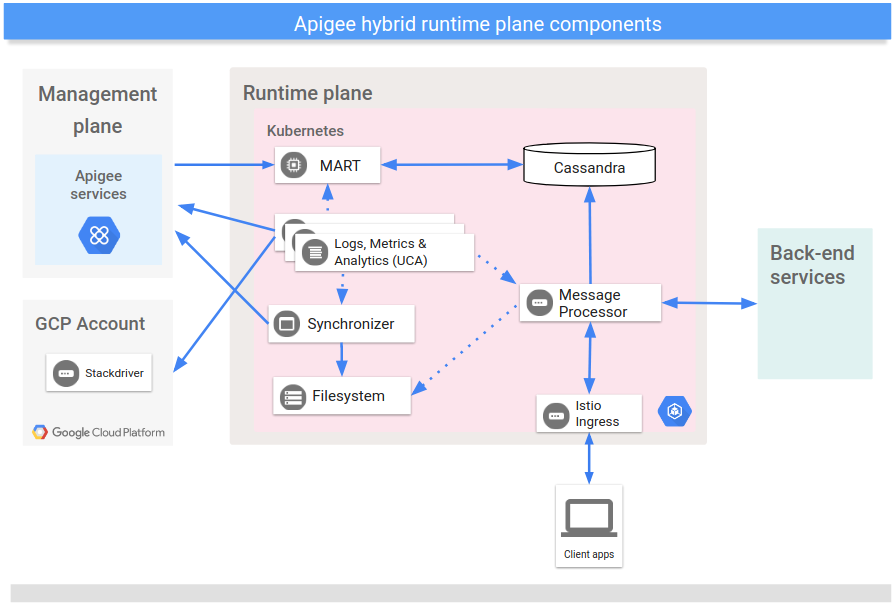 Apigee hybrid runtime plane components
Management
plane
Apigee
services
GCP Account
Stackdriver
Google Cloud Platform
Runtime plane
Kubernetes
MART
Cassandra
Logs, Metrics &
Analytics (UCA)
Synchronizer
Filesystem
Message
Processor
Istio
Ingress
Client apps
Back-end
services